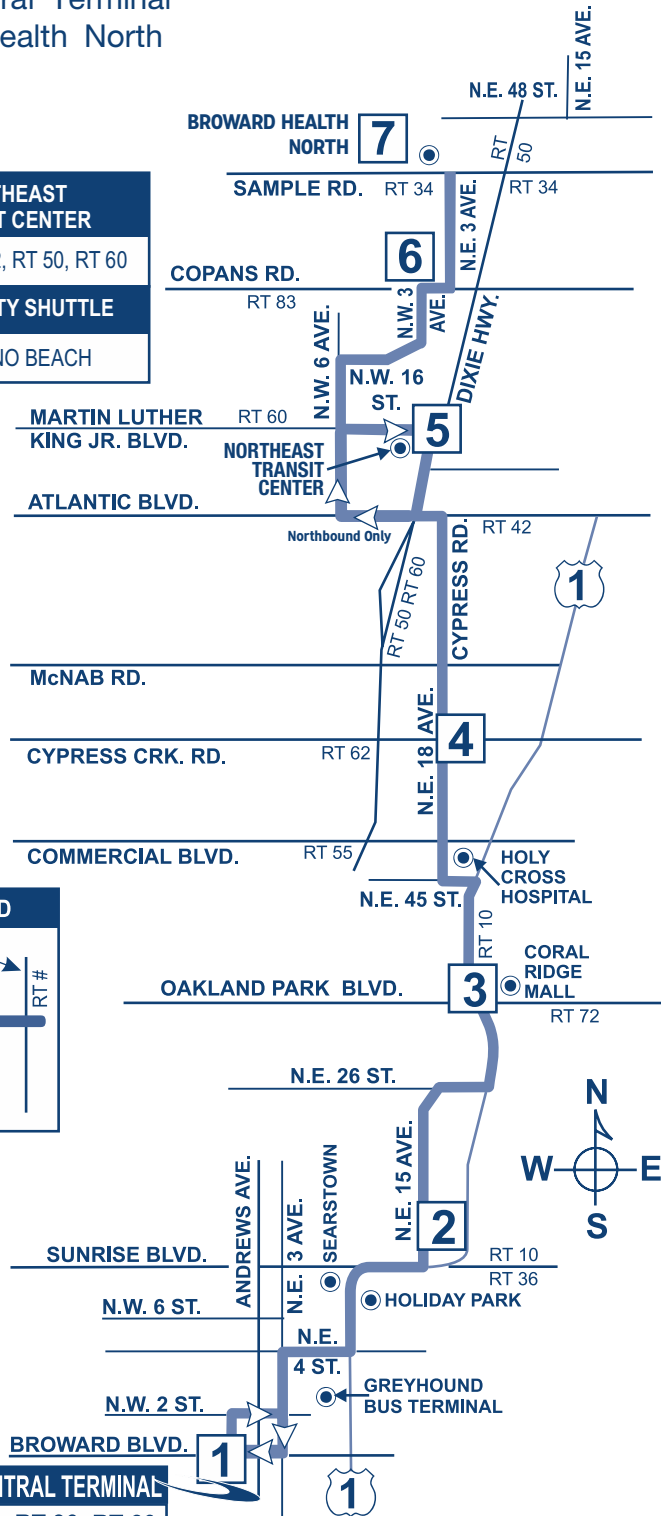 Terminal
Health North
N.E. 15 AVE.
N.E. 48 ST.
BROWARD HEALTH
NORTH
7
RT
50
SAMPLE RD.
RT 34
RT 34
CENTER
RT 50, RT 60
SHUTTLE
BEACH
N.E. 3 AVE.
6
COPANS RD.
RT 83
N.W. 3
AVE.
N.W. 6 AVE.
DIXIE HWY.
N.W. 16
ST.
MARTIN LUTHER
KING JR. BLVD.
RT 60
5
NORTHEAST
TRANSIT
CENTER
ATLANTIC BLVD.
Northbound Only
RT 42
RT 50 RT 60
CYPRESS RD.
1
McNAB RD.
N.E. 18 AVE.
4
CYPRESS CRK. RD.
RT 62
COMMERCIAL BLVD.
RT 55
HOLY
CROSS
HOSPITAL
N.E. 45 ST.
RT 10
D
RT #
OAKLAND PARK BLVD.
3
CORAL
RIDGE
MALL
RT 72
N.E. 26 ST.
N
W
E
S
N.E. 15 AVE.
2
ANDREWS AVE.
N.E. 3 AVE.
SEARSTOWN
SUNRISE BLVD.
RT 10
RT 36
HOLIDAY PARK
N.W. 6 ST.
N.E.
4 ST.
GREYHOUND
BUS TERMINAL
N.W. 2 ST.
BROWARD BLVD.
1
TERMINAL
1